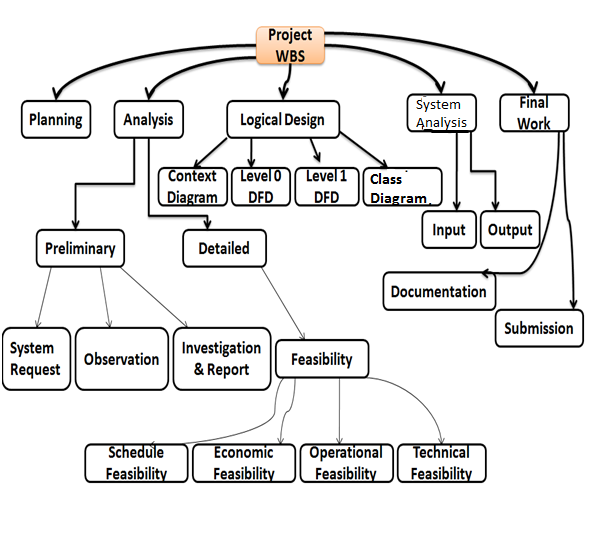 Project
WBS
Planning
Analysis
Logical Design
System
Analysis
Final
Work
Context
Diagram
Level 0
DFD
Level 1
DFD
Class
Diagram
Input
Output
Preliminary
Detailed
Documentation
Submission
System
Request
Observation
Investigation
& Report
Feasibility
Schedule
Feasibility
Economic
Feasibility
Operational
Feasibility
Technical
Feasibility